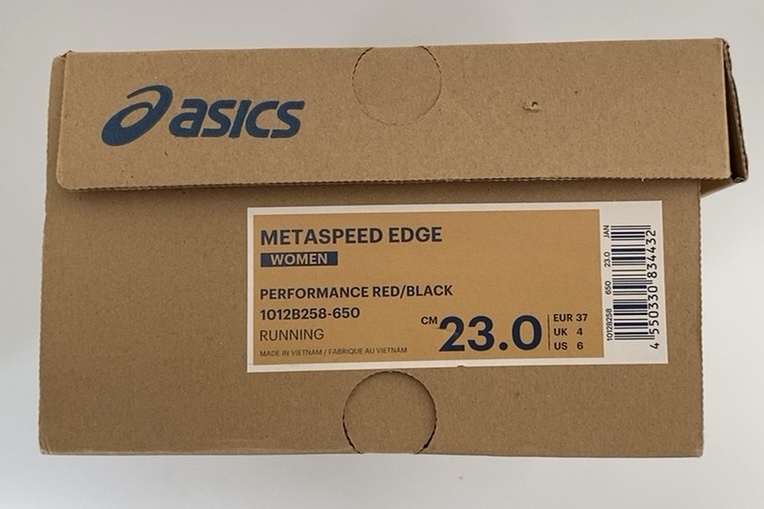 asics
METASPEED EDGE
WOMEN
PERFORMANCE RED/BLACK
1012B258-650
RUNNING
MADE IN VIETNAM / FABRIQUE AU VIETNAM
CM 23.0
EUR 37
UK 4
US 6
1012B258 650 23.0 JAN
4 550330 834432